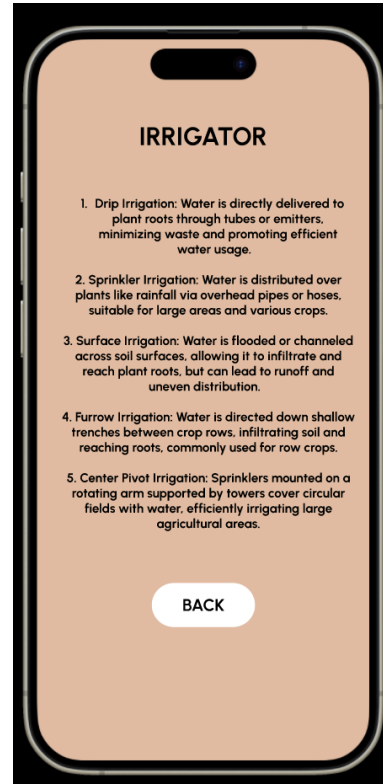 IRRIGATOR
1. Drip Irrigation: Water is directly delivered to
plant roots through tubes or emitters,
minimizing waste and promoting efficient
water usage.
2. Sprinkler Irrigation: Water is distributed over
plants like rainfall via overhead pipes or hoses,
suitable for large areas and various crops.
3. Surface Irrigation: Water is flooded or channeled
across soil surfaces, allowing it to infiltrate and
reach plant roots, but can lead to runoff and
uneven distribution.
4. Furrow Irrigation: Water is directed down shallow
trenches between crop rows, infiltrating soil and
reaching roots, commonly used for row crops.
5. Center Pivot Irrigation: Sprinklers mounted on a
rotating arm supported by towers cover circular
fields with water, efficiently irrigating large
agricultural areas.
BACK